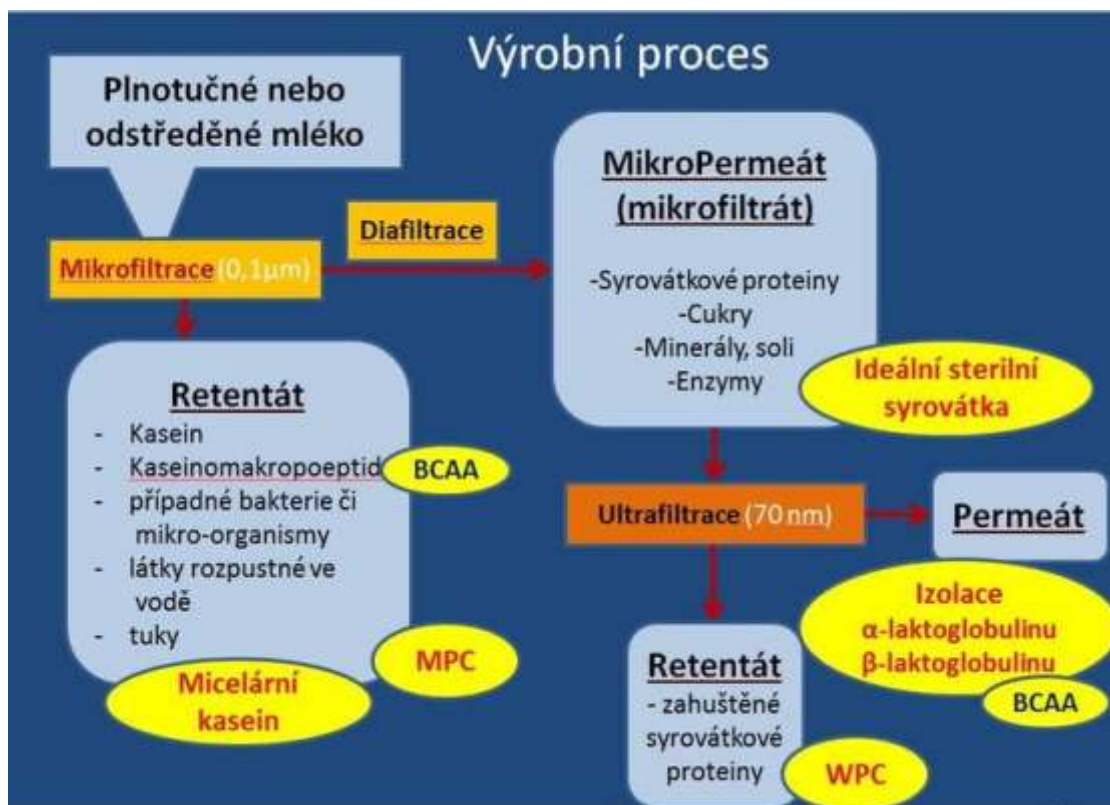 Výrobní proces
Plnotučné nebo
odstředěné mléko
MikroPermeát
(mikrofiltrát)
-Syrovátkové proteiny
-Cukry
-Minerály, soli
-Enzymy
Ideální sterilní
syrovátka
Diafiltrace
Mikrofiltrace (0,1µm)
Retentát
- Kasein
- Kaseinomakropoeptid
BCAA
- případné bakterie či
mikro-organismy
- látky rozpustné ve
vodě
- tuky
MPC
Micelární
kasein
Ultrafiltrace (70 nm)
Permeát
Izolace
α-laktoglobulinu
β-laktoglobulinu
BCAA
Retentát
- zahuštěné
syrovátkové
proteiny
WPC